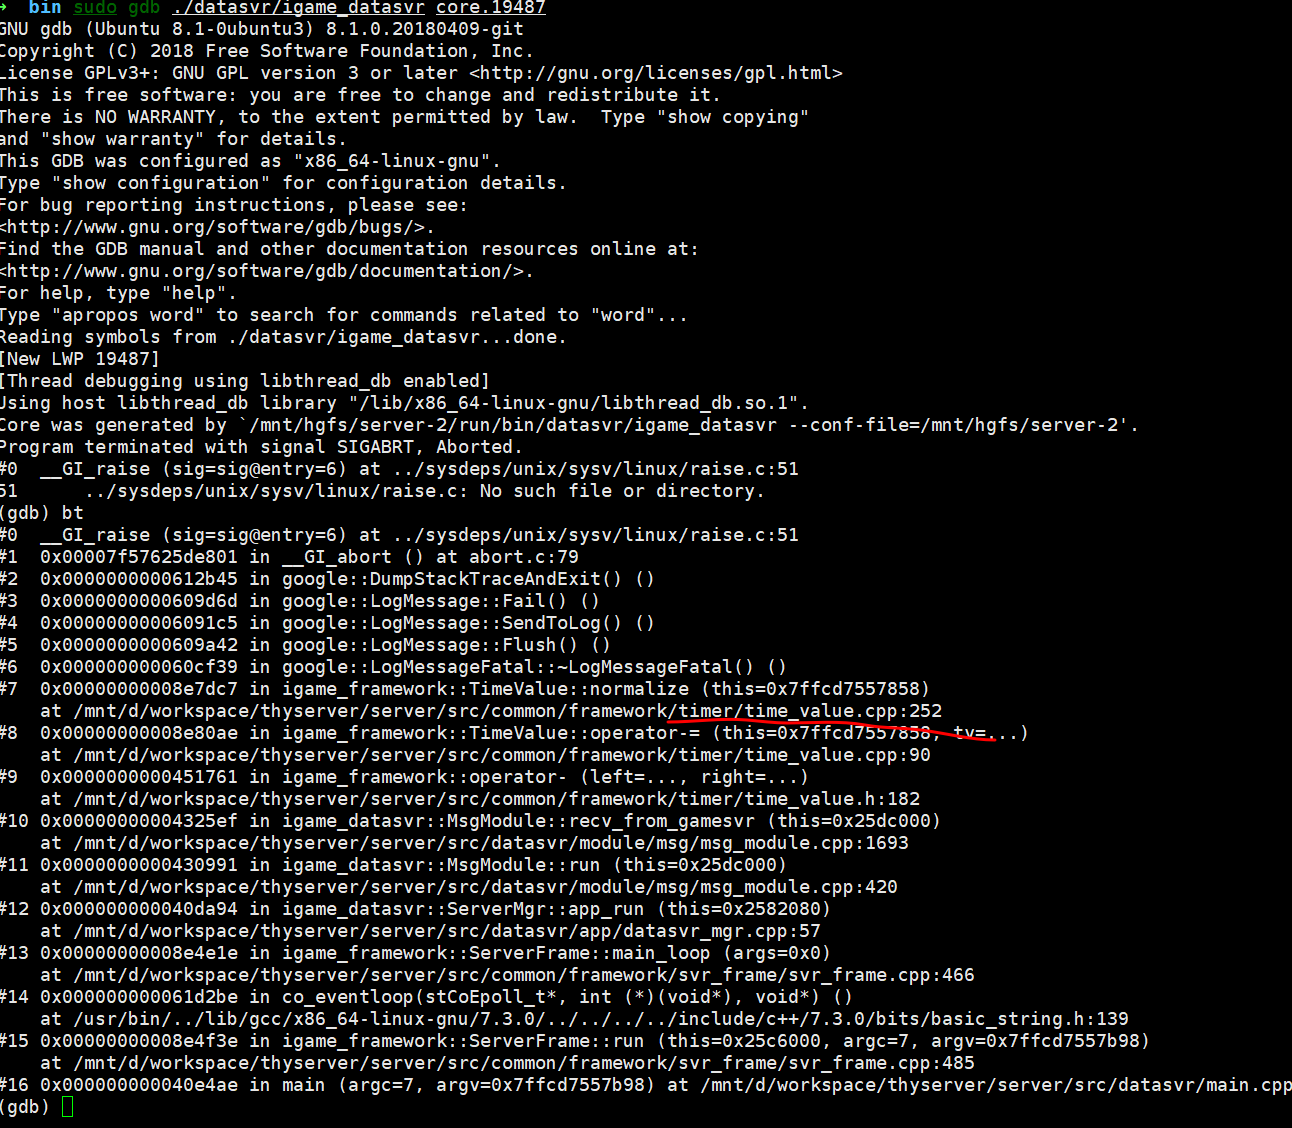 → bin sudo gdb ./datasvr/igame_datasvr core.19487
GNU gdb (Ubuntu 8.1-0ubuntu3) 8.1.0.20180409-git
Copyright (C) 2018 Free Software Foundation, Inc.
License GPLv3+: GNU GPL version 3 or later <http://gnu.org/licenses/gpl.html>
This is free software: you are free to change and redistribute it.
There is NO WARRANTY, to the extent permitted by law.  Type "show copying"
and "show warranty" for details.
This GDB was configured as "x86_64-linux-gnu".
Type "show configuration" for configuration details.
For bug reporting instructions, please see:
<http://www.gnu.org/software/gdb/bugs/>.
Find the GDB manual and other documentation resources online at:
<http://www.gnu.org/software/gdb/documentation/>.
For help, type "help".
Type "apropos word" to search for commands related to "word"...
Reading symbols from ./datasvr/igame_datasvr...done.
[New LWP 19487]
[Thread debugging using libthread_db enabled]
Using host libthread_db library "/lib/x86_64-linux-gnu/libthread_db.so.1".
Core was generated by `/mnt/hgfs/server-2/run/bin/datasvr/igame_datasvr --conf-file=/mnt/hgfs/server-2'.
Program terminated with signal SIGABRT, Aborted.
#0  __GI_raise (sig=sig@entry=6) at ../sysdeps/unix/sysv/linux/raise.c:51
51      ../sysdeps/unix/sysv/linux/raise.c: No such file or directory.
(gdb) bt
#0  __GI_raise (sig=sig@entry=6) at ../sysdeps/unix/sysv/linux/raise.c:51
#1  0x00007f57625de801 in __GI_abort () at abort.c:79
#2  0x0000000000612b45 in google::DumpStackTraceAndExit() ()
#3  0x0000000000609d6d in google::LogMessage::Fail() ()
#4  0x00000000006091c5 in google::LogMessage::SendToLog() ()
#5  0x0000000000609a42 in google::LogMessage::Flush() ()
#6  0x000000000060cf39 in google::LogMessageFatal::~LogMessageFatal() ()
#7  0x00000000008e7dc7 in igame_framework::TimeValue::normalize (this=0x7ffcd7557858)
    at /mnt/d/workspace/thyserver/server/src/common/framework/timer/time_value.cpp:252
#8  0x00000000008e80ae in igame_framework::TimeValue::operator-= (this=0x7ffcd7557858, tv=...)
    at /mnt/d/workspace/thyserver/server/src/common/framework/timer/time_value.cpp:90
#9  0x0000000000451761 in igame_framework::operator- (left=..., right=...)
    at /mnt/d/workspace/thyserver/server/src/common/framework/timer/time_value.h:182
#10 0x00000000004325ef in igame_datasvr::MsgModule::recv_from_gamesvr (this=0x25dc000)
    at /mnt/d/workspace/thyserver/server/src/datasvr/module/msg/msg_module.cpp:1693
#11 0x0000000000430991 in igame_datasvr::MsgModule::run (this=0x25dc000)
    at /mnt/d/workspace/thyserver/server/src/datasvr/module/msg/msg_module.cpp:420
#12 0x000000000040da94 in igame_datasvr::ServerMgr::app_run (this=0x2582080)
    at /mnt/d/workspace/thyserver/server/src/datasvr/app/datasvr_mgr.cpp:57
#13 0x00000000008e4e1e in igame_framework::ServerFrame::main_loop (args=0x0)
    at /mnt/d/workspace/thyserver/server/src/common/framework/svr_frame/svr_frame.cpp:466
#14 0x000000000061d2be in co_eventloop(stCoEpoll_t*, int (*)(void*), void*) ()
    at /usr/bin/../lib/gcc/x86_64-linux-gnu/7.3.0/../../../../include/c++/7.3.0/bits/basic_string.h:139
#15 0x00000000008e4f3e in igame_framework::ServerFrame::run (this=0x25c6000, argc=7, argv=0x7ffcd7557b98)
    at /mnt/d/workspace/thyserver/server/src/common/framework/svr_frame/svr_frame.cpp:485
#16 0x000000000040e4ae in main (argc=7, argv=0x7ffcd7557b98) at /mnt/d/workspace/thyserver/server/src/datasvr/main.cpp
(gdb)